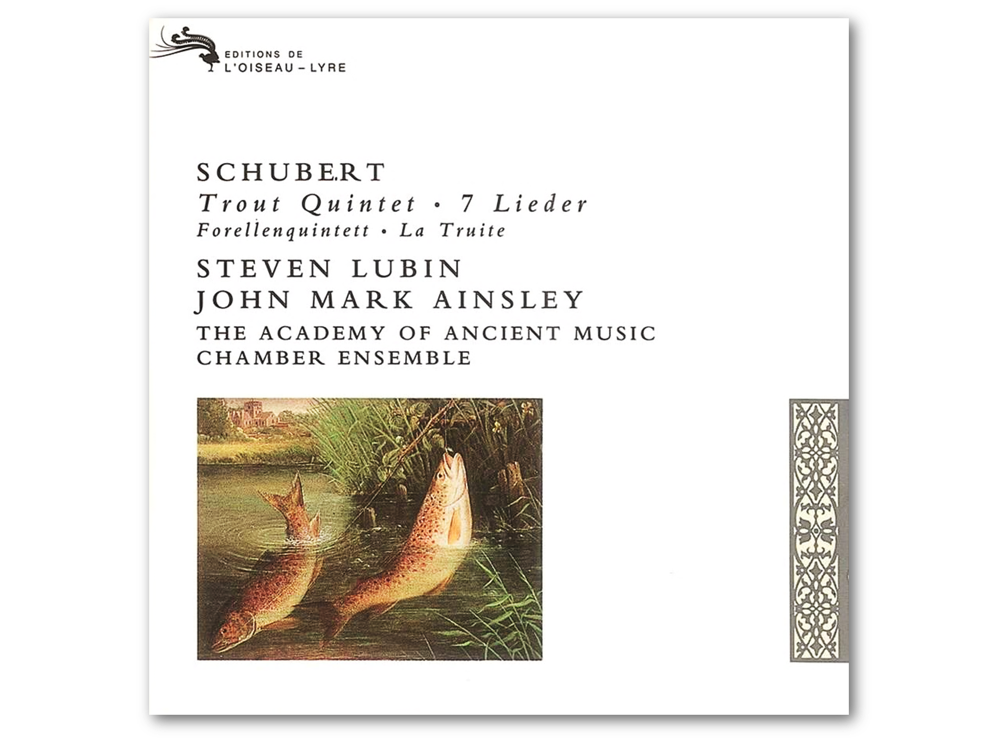 EDITIONS DE
L'OISEAU–LYRE
SCHUBERT
Trout Quintet • 7 Lieder
Forellenquintett • La Truite
STEVEN LUBIN
JOHN MARK AINSLEY
THE ACADEMY OF ANCIENT MUSIC
CHAMBER ENSEMBLE